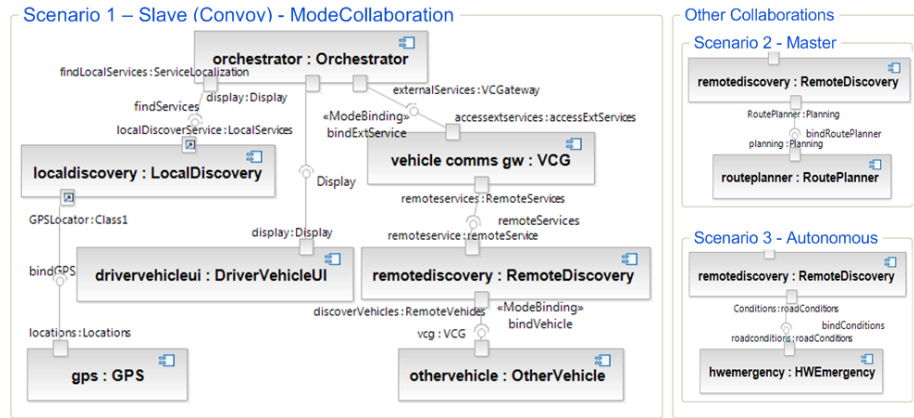 Scenario 1 – Slave (Convoy) - ModeCollaboration
orchestrator : Orchestrator
findLocalServices : ServiceLocalization
display : Display
externalServices : VCGateway
findServices
«ModeBinding»
bindExtService
accessextservices : accessExtServices
localDiscoverService : LocalServices
localdiscovery : LocalDiscovery
vehicle comms gw : VCG
Display
GPSLocator : Class1
remoteservices : RemoteServices
remoteServices
display : Display
remoteservice : remoteService
bindGPS
drivervehicleui : DriverVehicleUI
remotediscovery : RemoteDiscovery
discoverVehicles : RemoteVehicles
«ModeBinding»
bindVehicle
locations : Locations
vcg : VCG
gps : GPS
othervehicle : OtherVehicle
Other Collaborations
Scenario 2 - Master
remotediscovery : RemoteDiscovery
RoutePlanner : Planning
bindRoutePlanner
planning : Planning
routeplanner : RoutePlanner
Scenario 3 - Autonomous
remotediscovery : RemoteDiscovery
Conditions : roadConditions
bindConditions
roadconditions : roadConditions
hwemergency : HWEmergency